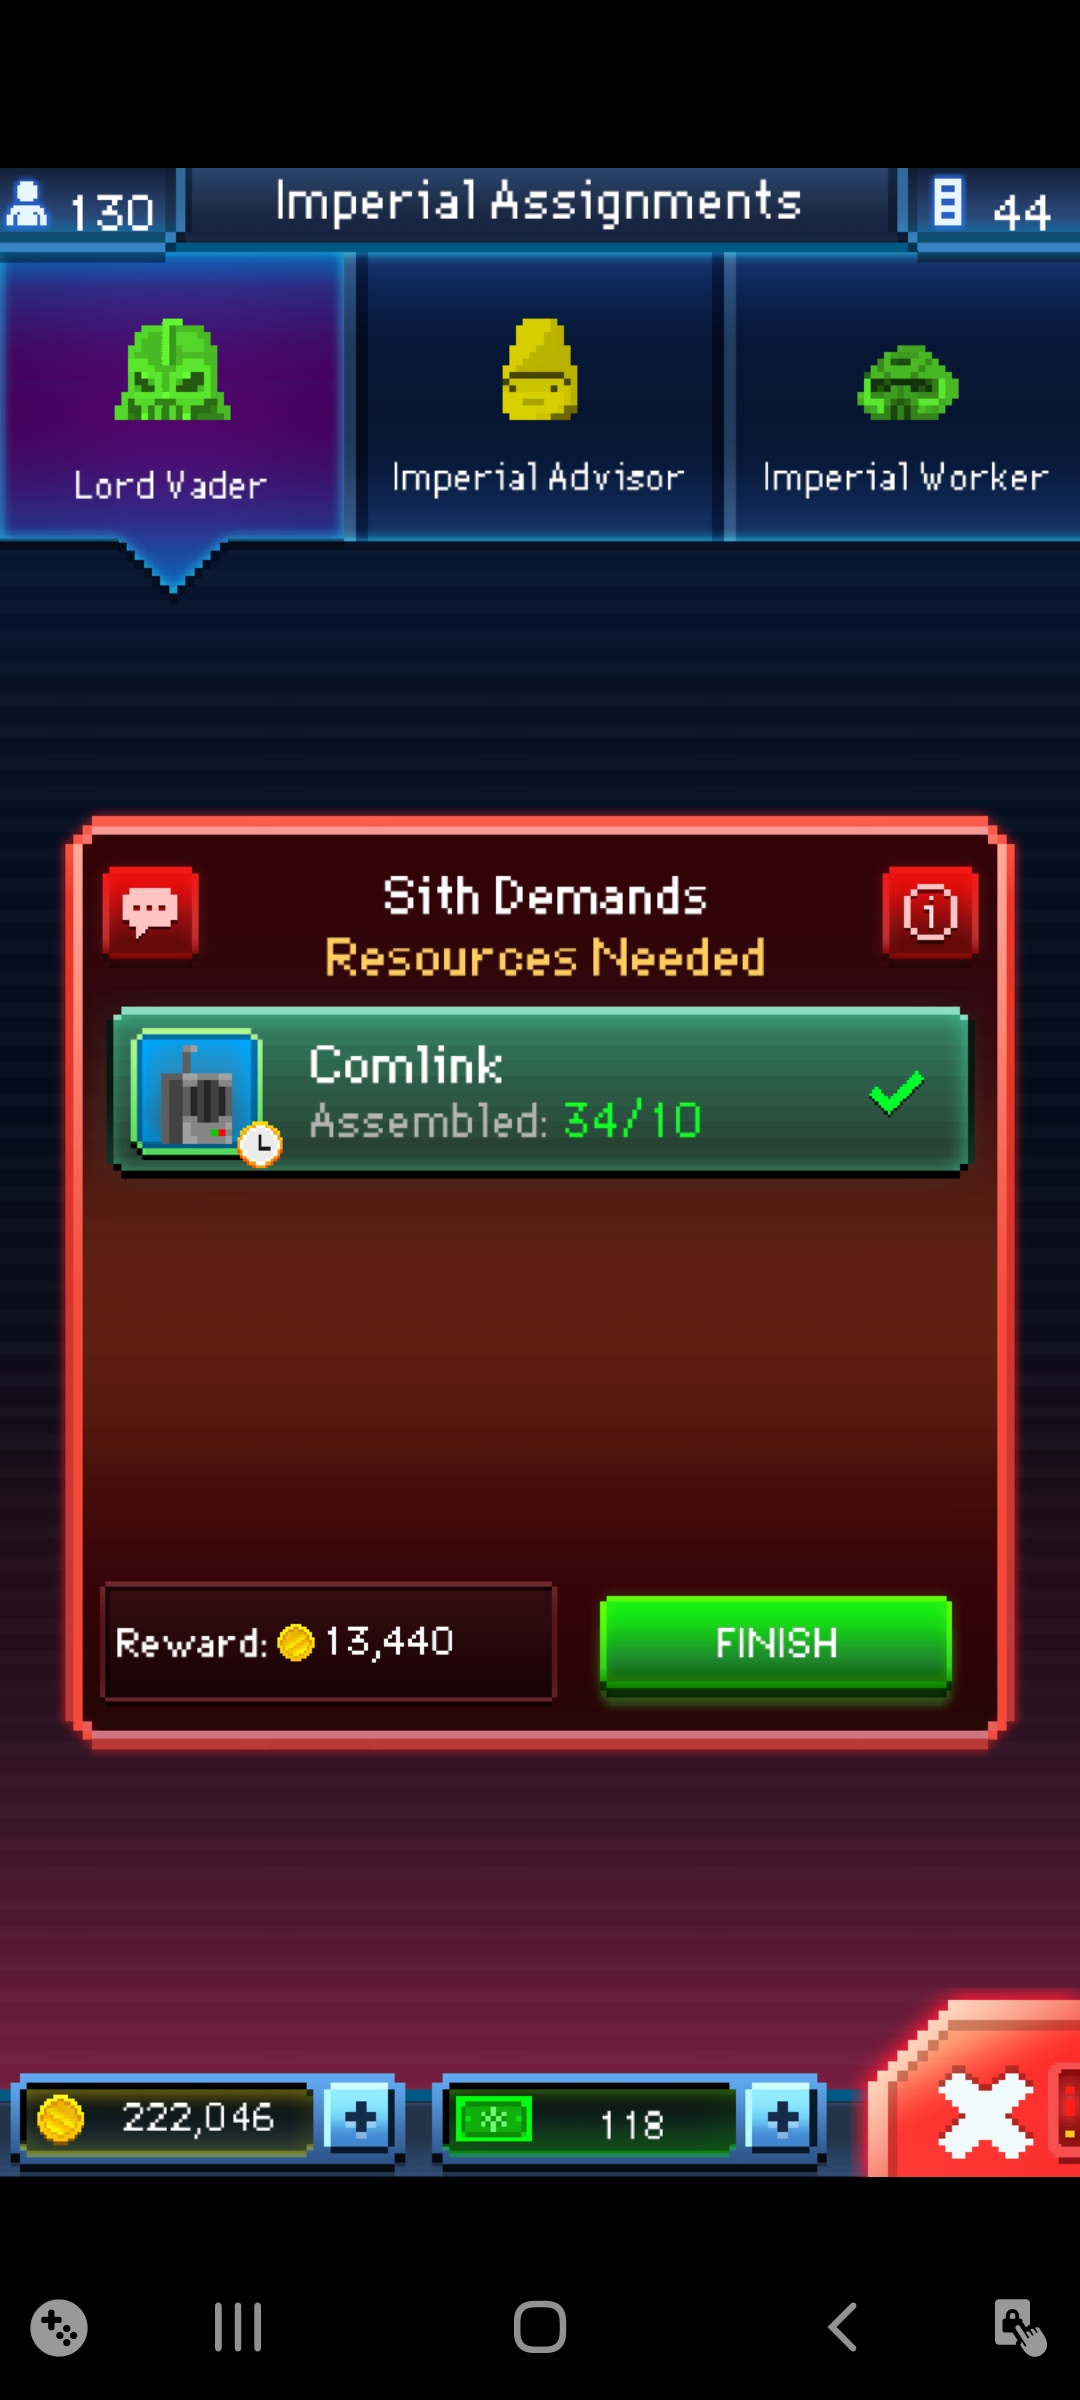 130
Imperial Assignments
44
Lord Vader
Imperial Advisor
Imperial Worker
Sith Demands
Resources Needed
Comlink
Assembled: 34/10
Reward: 13,440
FINISH
222,046
118